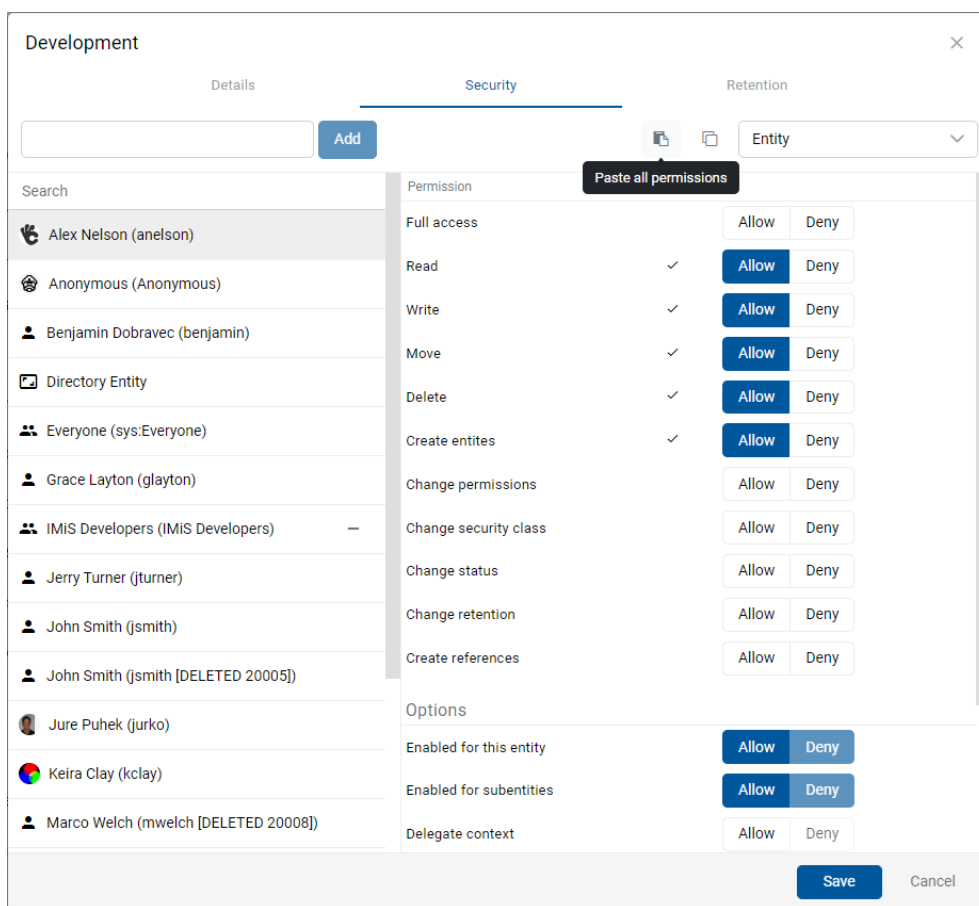 Development
Details Security Retention
Add Entity
Paste all permissions
Search
Alex Nelson (anelson)
Anonymous (Anonymous)
Benjamin Dobravec (benjamin)
Directory Entity
Everyone (sys:Everyone)
Grace Layton (glayton)
IMiS Developers (IMiS Developers)
Jerry Turner (jturner)
John Smith (jsmith)
John Smith (jsmith [DELETED 20005])
Jure Puhek (jurko)
Keira Clay (kclay)
Marco Welch (mwelch [DELETED 20008])
Permission
Full access Allow Deny
Read Allow Deny
Write Allow Deny
Move Allow Deny
Delete Allow Deny
Create entites Allow Deny
Change permissions Allow Deny
Change security class Allow Deny
Change status Allow Deny
Change retention Allow Deny
Create references Allow Deny
Options
Enabled for this entity Allow Deny
Enabled for subentities Allow Deny
Delegate context Allow Deny
Save Cancel